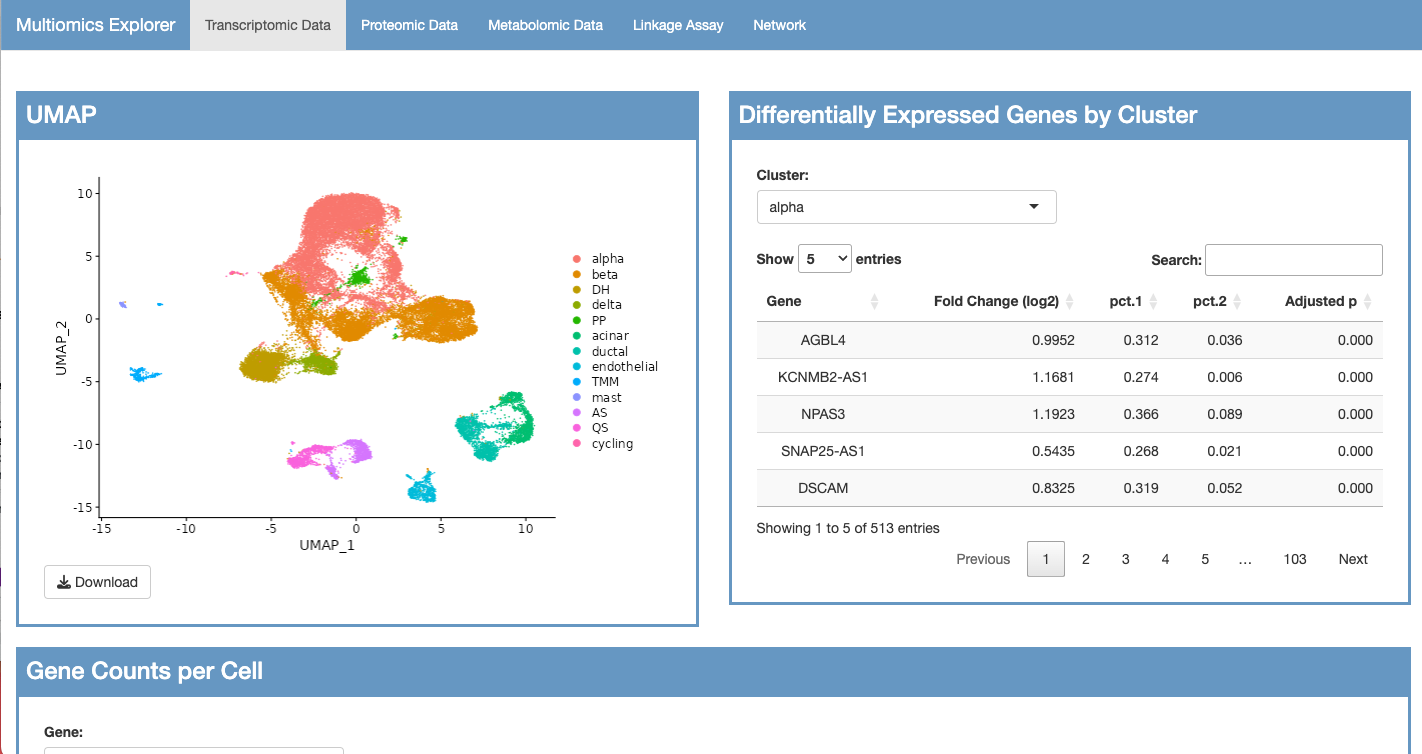 Multiomics Explorer Transcriptomic Data Proteomic Data Metabolomic Data Linkage Assay Network
UMAP
10
5
0
-5
-10
-15
UMAP_2
-15 -10 -5 0 5 10
UMAP_1
alpha
beta
DH
delta
PP
acinar
ductal
endothelial
TMM
mast
AS
QS
cycling
Download
Differentially Expressed Genes by Cluster
Cluster:
alpha
Show 5 entries Search:
Gene Fold Change (log2) pct.1 pct.2 Adjusted p
AGBL4 0.9952 0.312 0.036 0.000
KCNMB2-AS1 1.1681 0.274 0.006 0.000
NPAS3 1.1923 0.366 0.089 0.000
SNAP25-AS1 0.5435 0.268 0.021 0.000
DSCAM 0.8325 0.319 0.052 0.000
Showing 1 to 5 of 513 entries
Previous 1 2 3 4 5 … 103 Next
Gene Counts per Cell
Gene: